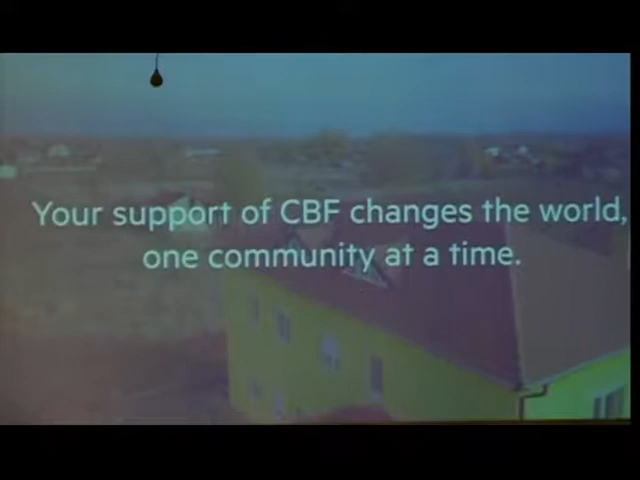 Your support of CBF changes the world,
one community at a time.